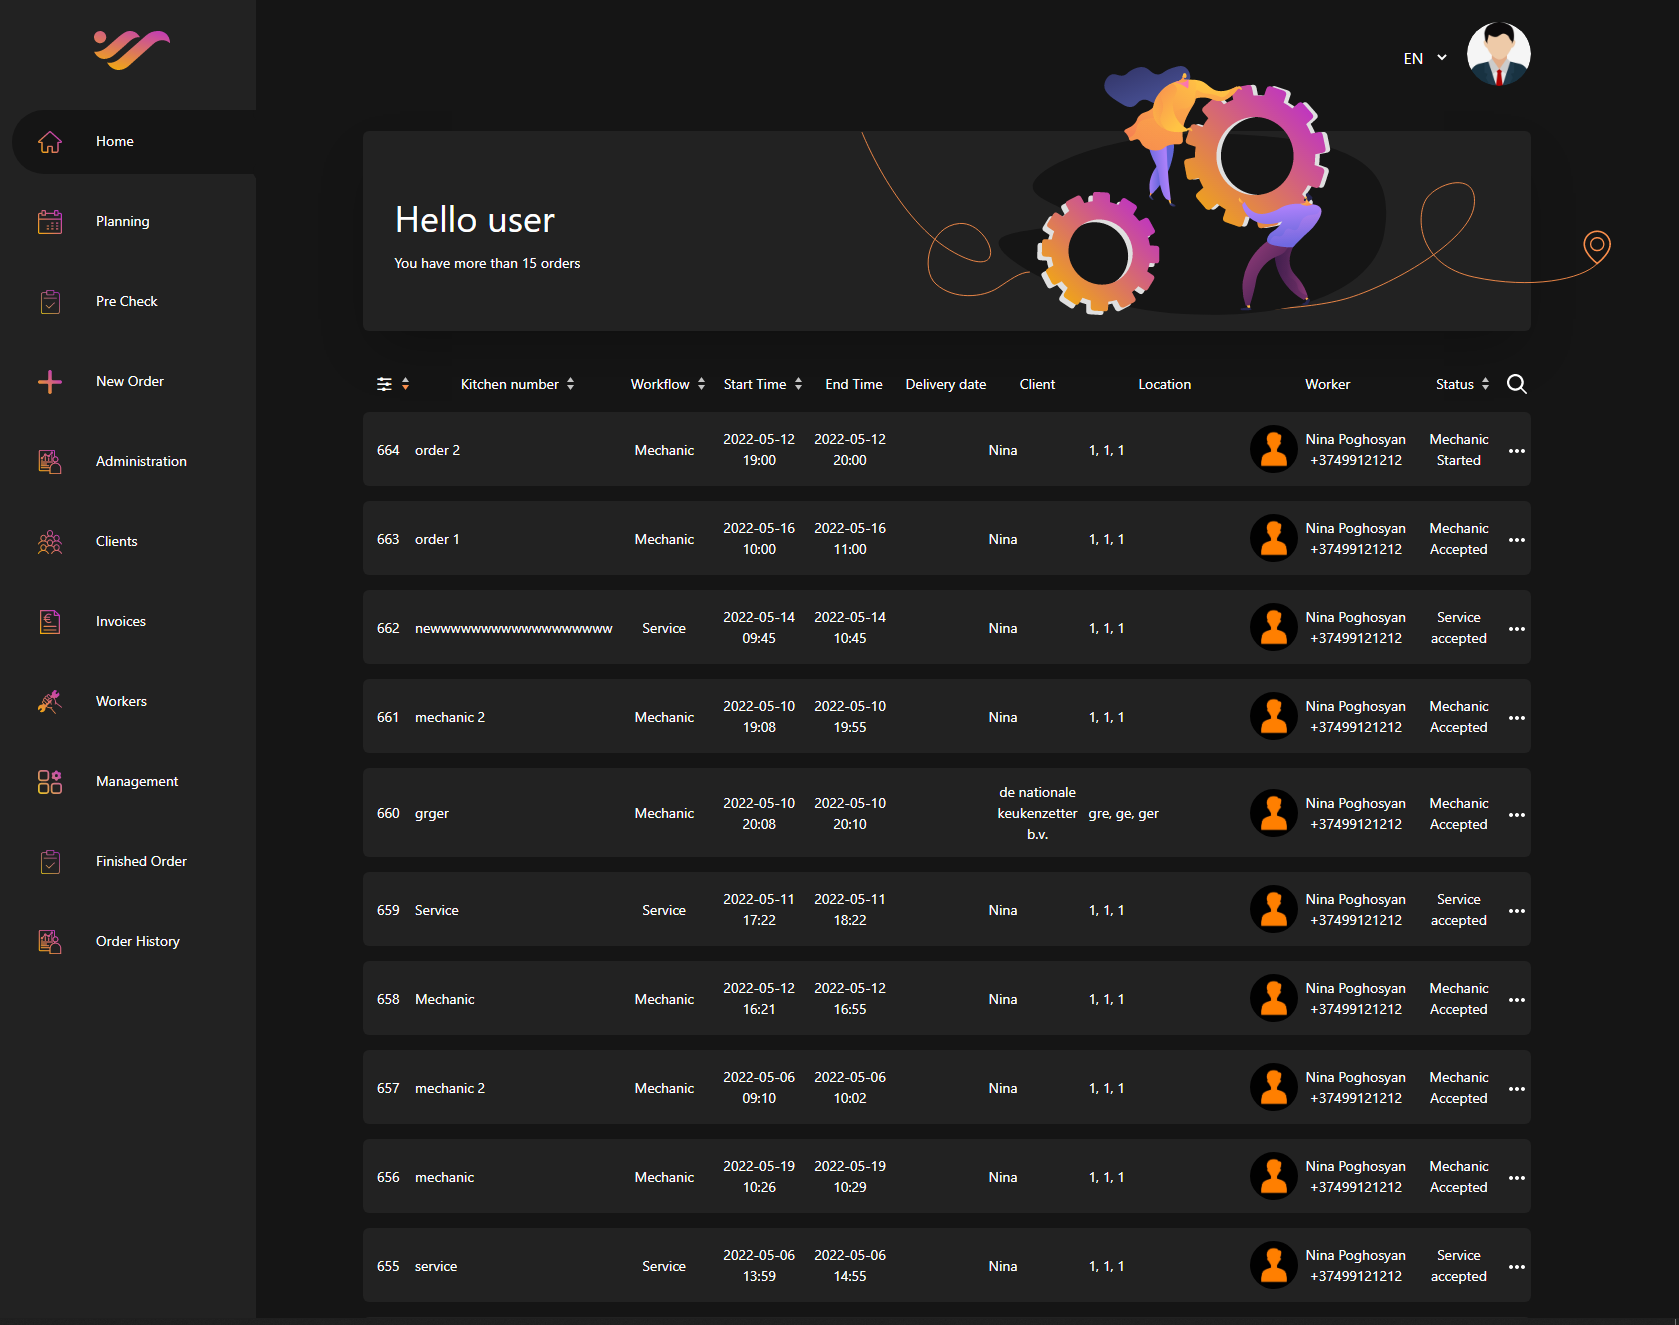 EN
Home
Planning
Pre Check
New Order
Administration
Clients
Invoices
Workers
Management
Finished Order
Order History
Hello user
You have more than 15 orders
Kitchen number Workflow Start Time End Time Delivery date Client Location Worker Status
664 order 2 Mechanic 2022-05-12 19:00 2022-05-12 20:00 Nina 1, 1, 1 Nina Poghosyan +37499121212 Mechanic Started
663 order 1 Mechanic 2022-05-16 10:00 2022-05-16 11:00 Nina 1, 1, 1 Nina Poghosyan +37499121212 Mechanic Accepted
662 newwwwwwwwwwwwwwwwww Service 2022-05-14 09:45 2022-05-14 10:45 Nina 1, 1, 1 Nina Poghosyan +37499121212 Service accepted
661 mechanic 2 Mechanic 2022-05-10 19:08 2022-05-10 19:55 Nina 1, 1, 1 Nina Poghosyan +37499121212 Mechanic Accepted
660 grger Mechanic 2022-05-10 20:08 2022-05-10 20:10 de nationale keukenzetter b.v. gre, ge, ger Nina Poghosyan +37499121212 Mechanic Accepted
659 Service Service 2022-05-11 17:22 2022-05-11 18:22 Nina 1, 1, 1 Nina Poghosyan +37499121212 Service accepted
658 Mechanic Mechanic 2022-05-12 16:21 2022-05-12 16:55 Nina 1, 1, 1 Nina Poghosyan +37499121212 Mechanic Accepted
657 mechanic 2 Mechanic 2022-05-06 09:10 2022-05-06 10:02 Nina 1, 1, 1 Nina Poghosyan +37499121212 Mechanic Accepted
656 mechanic Mechanic 2022-05-19 10:26 2022-05-19 10:29 Nina 1, 1, 1 Nina Poghosyan +37499121212 Mechanic Accepted
655 service Service 2022-05-06 13:59 2022-05-06 14:55 Nina 1, 1, 1 Nina Poghosyan +37499121212 Service accepted